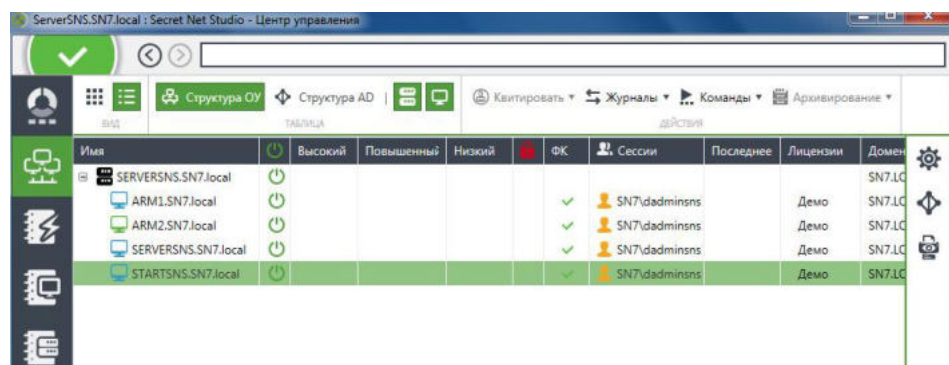 ServerSNS.SN7.local : Secret Net Studio - Центр управления
Структура ОУ Структура AD | Квитировать Журналы Команды Архивирование
ВИД ТАБЛИЦА ДЕЙСТВИЯ
Имя Высокий Повышенный Низкий ФК Сессии Последнее Лицензии Домен
SERVERSNS.SN7.local SN7.LC
ARM1.SN7.local SN7\dadminsns Демо SN7.LC
ARM2.SN7.local SN7\dadminsns Демо SN7.LC
SERVERSNS.SN7.local SN7\dadminsns Демо SN7.LC
STARTSNS.SN7.local SN7\dadminsns Демо SN7.LC